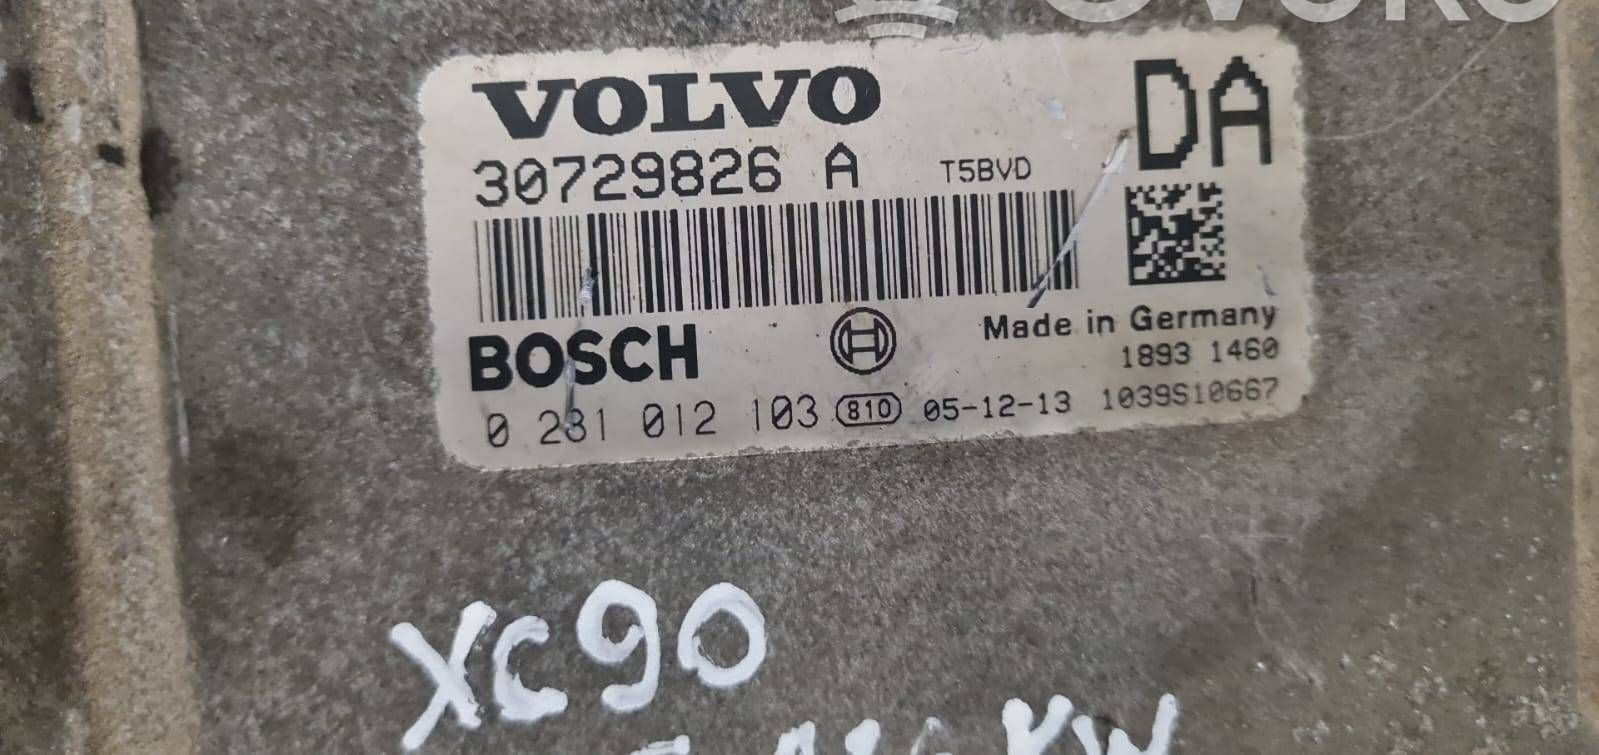 VOLVO
DA
30729826 A
T5BVD
BOSCH
Made in Germany
1893 1460
0 281 012 103 810 05-12-13 1039S10667
XC90
KW